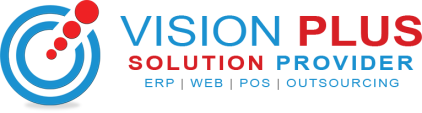 VISION PLUS
SOLUTION PROVIDER
ERP | WEB | POS | OUTSOURCING